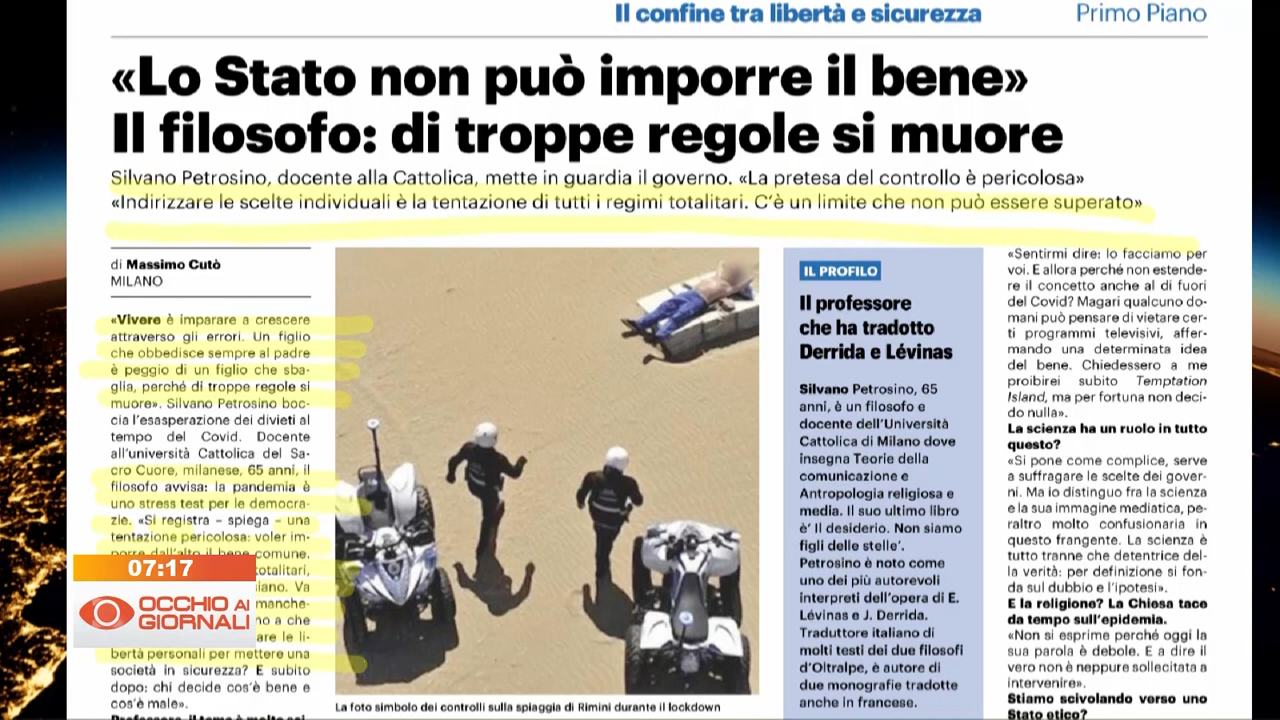 Il confine tra libertà e sicurezza
Primo Piano
«Lo Stato non può imporre il bene»
Il filosofo: di troppe regole si muore
Silvano Petrosino, docente alla Cattolica, mette in guardia il governo. «La pretesa del controllo è pericolosa»
«Indirizzare le scelte individuali è la tentazione di tutti i regimi totalitari. C'è un limite che non può essere superato»
di Massimo Cutò
MILANO
«Vivere è imparare a crescere
attraverso gli errori. Un figlio
che obbedisce sempre al padre
è peggio di un figlio che sba-
glia, perché di troppe regole si
muore». Silvano Petrosino boc-
cia l'esasperazione dei divieti al
tempo del Covid. Docente
all'università Cattolica del Sa-
cro Cuore, milanese, 65 anni, il
filosofo avvisa: la pandemia è
uno stress test per le democra-
zie. «Si registra – spiega – una
tentazione pericolosa: voler im-
porre dall'alto il bene comune.
otalitari,
iano. Va
manche-
no a che
are le li-
bertà personali per mettere una
società in sicurezza? E subito
dopo: chi decide cos'è bene e
cos'è male».
07:17
OCCHIO AI
GIORNALI
La foto simbolo dei controlli sulla spiaggia di Rimini durante il lockdown
IL PROFILO
Il professore
che ha tradotto
Derrida e Lévinas
Silvano Petrosino, 65
anni, è un filosofo e
docente dell'Università
Cattolica di Milano dove
insegna Teorie della
comunicazione e
Antropologia religiosa e
media. Il suo ultimo libro
è' Il desiderio. Non siamo
figli delle stelle'.
Petrosino è noto come
uno dei più autorevoli
interpreti dell'opera di E.
Lévinas e J. Derrida.
Traduttore italiano di
molti testi dei due filosofi
d'Oltralpe, è autore di
due monografie tradotte
anche in francese.
«Sentirmi dire: lo facciamo per
voi. E allora perché non estende-
re il concetto anche al di fuori
del Covid? Magari qualcuno do-
mani può pensare di vietare cer-
ti programmi televisivi, affer-
mando una determinata idea
del bene. Chiedessero a me
proibirei subito Temptation
Island, ma per fortuna non deci-
do nulla».
La scienza ha un ruolo in tutto
questo?
«Si pone come complice, serve
a suffragare le scelte dei gover-
ni. Ma io distinguo fra la scienza
e la sua immagine mediatica, pe-
raltro molto confusionaria in
questo frangente. La scienza è
tutto tranne che detentrice del-
la verità: per definizione si fon-
da sul dubbio e l'ipotesi».
E la religione? La Chiesa tace
da tempo sull'epidemia.
«Non si esprime perché oggi la
sua parola è debole. E a dire il
vero non è neppure sollecitata a
intervenire».
Stiamo scivolando verso uno
Stato etico?